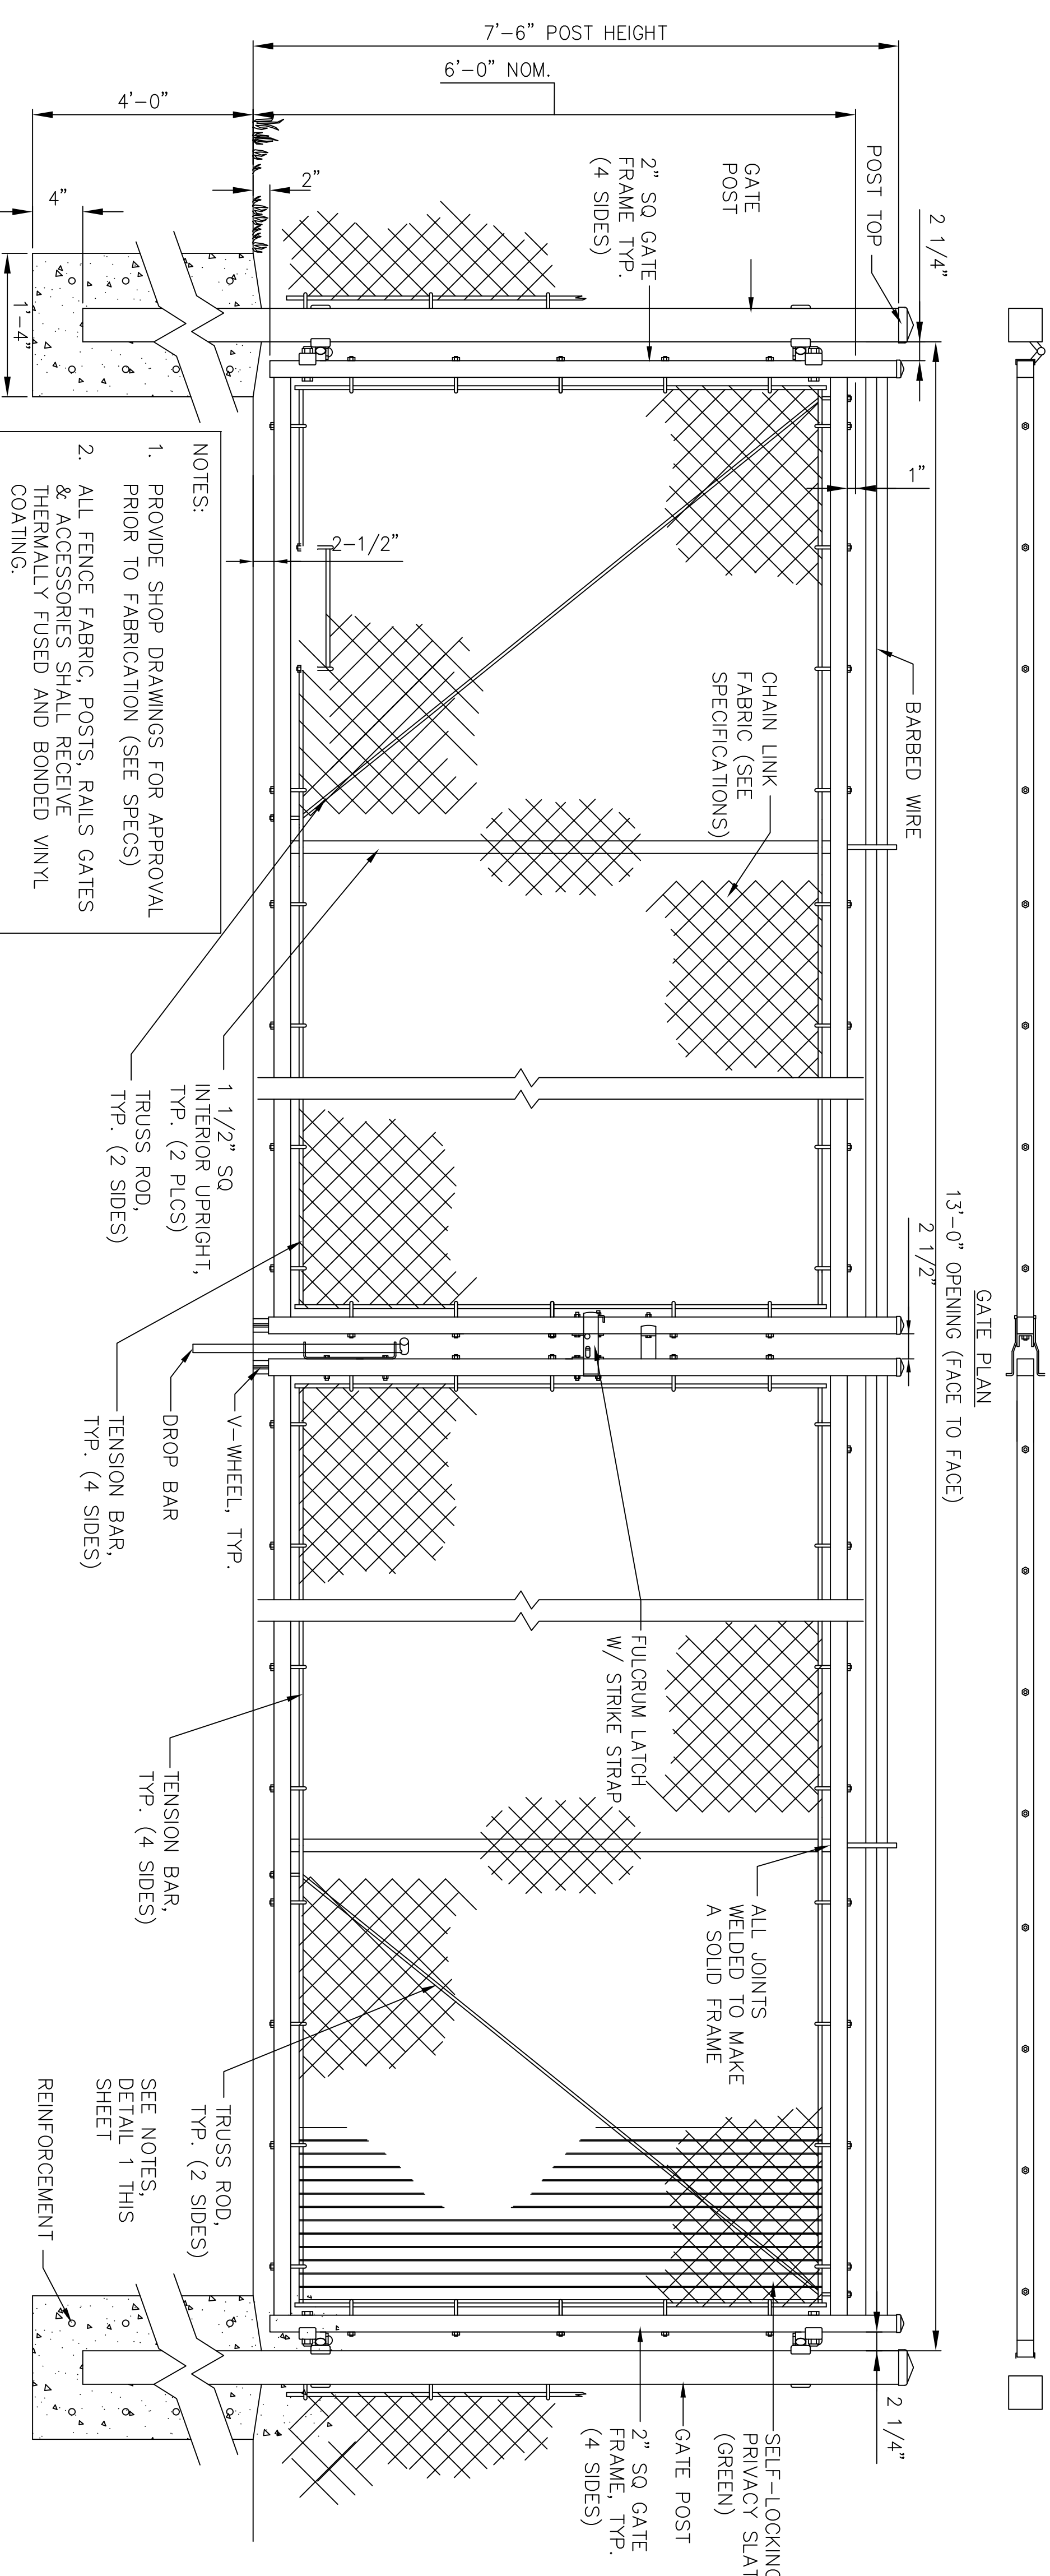 GATE PLAN
13'-0" OPENING (FACE TO FACE)
2 1/4"
2 1/2"
2 1/4"
7'-6" POST HEIGHT
6'-0" NOM.
4'-0"
4"
2"
1'-4"
1"
2-1/2"
POST TOP
GATE
POST
2" SQ GATE
FRAME TYP.
(4 SIDES)
BARBED WIRE
CHAIN LINK
FABRIC (SEE
SPECIFICATIONS)
FULCRUM LATCH
W/ STRIKE STRAP
ALL JOINTS
WELDED TO MAKE
A SOLID FRAME
SELF-LOCKING
PRIVACY SLAT
(GREEN)
GATE POST
2" SQ GATE
FRAME, TYP.
(4 SIDES)
NOTES:
1. PROVIDE SHOP DRAWINGS FOR APPROVAL
PRIOR TO FABRICATION (SEE SPECS)
2. ALL FENCE FABRIC, POSTS, RAILS GATES
& ACCESSORIES SHALL RECEIVE
THERMALLY FUSED AND BONDED VINYL
COATING.
1 1/2" SQ
INTERIOR UPRIGHT,
TYP. (2 PLCS)
TRUSS ROD,
TYP. (2 SIDES)
V-WHEEL, TYP.
DROP BAR
TENSION BAR,
TYP. (4 SIDES)
TENSION BAR,
TYP. (4 SIDES)
TRUSS ROD,
TYP. (2 SIDES)
SEE NOTES,
DETAIL 1 THIS
SHEET
REINFORCEMENT